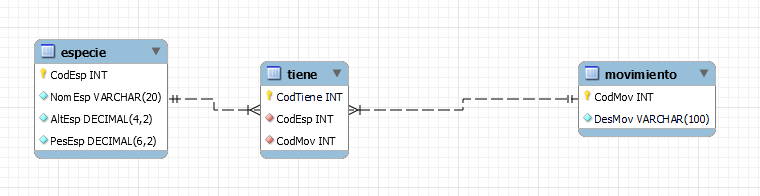 especie
CodEsp INT
NomEsp VARCHAR(20)
AltEsp DECIMAL(4,2)
PesEsp DECIMAL(6,2)
tiene
CodTiene INT
CodEsp INT
CodMov INT
movimiento
CodMov INT
DesMov VARCHAR(100)